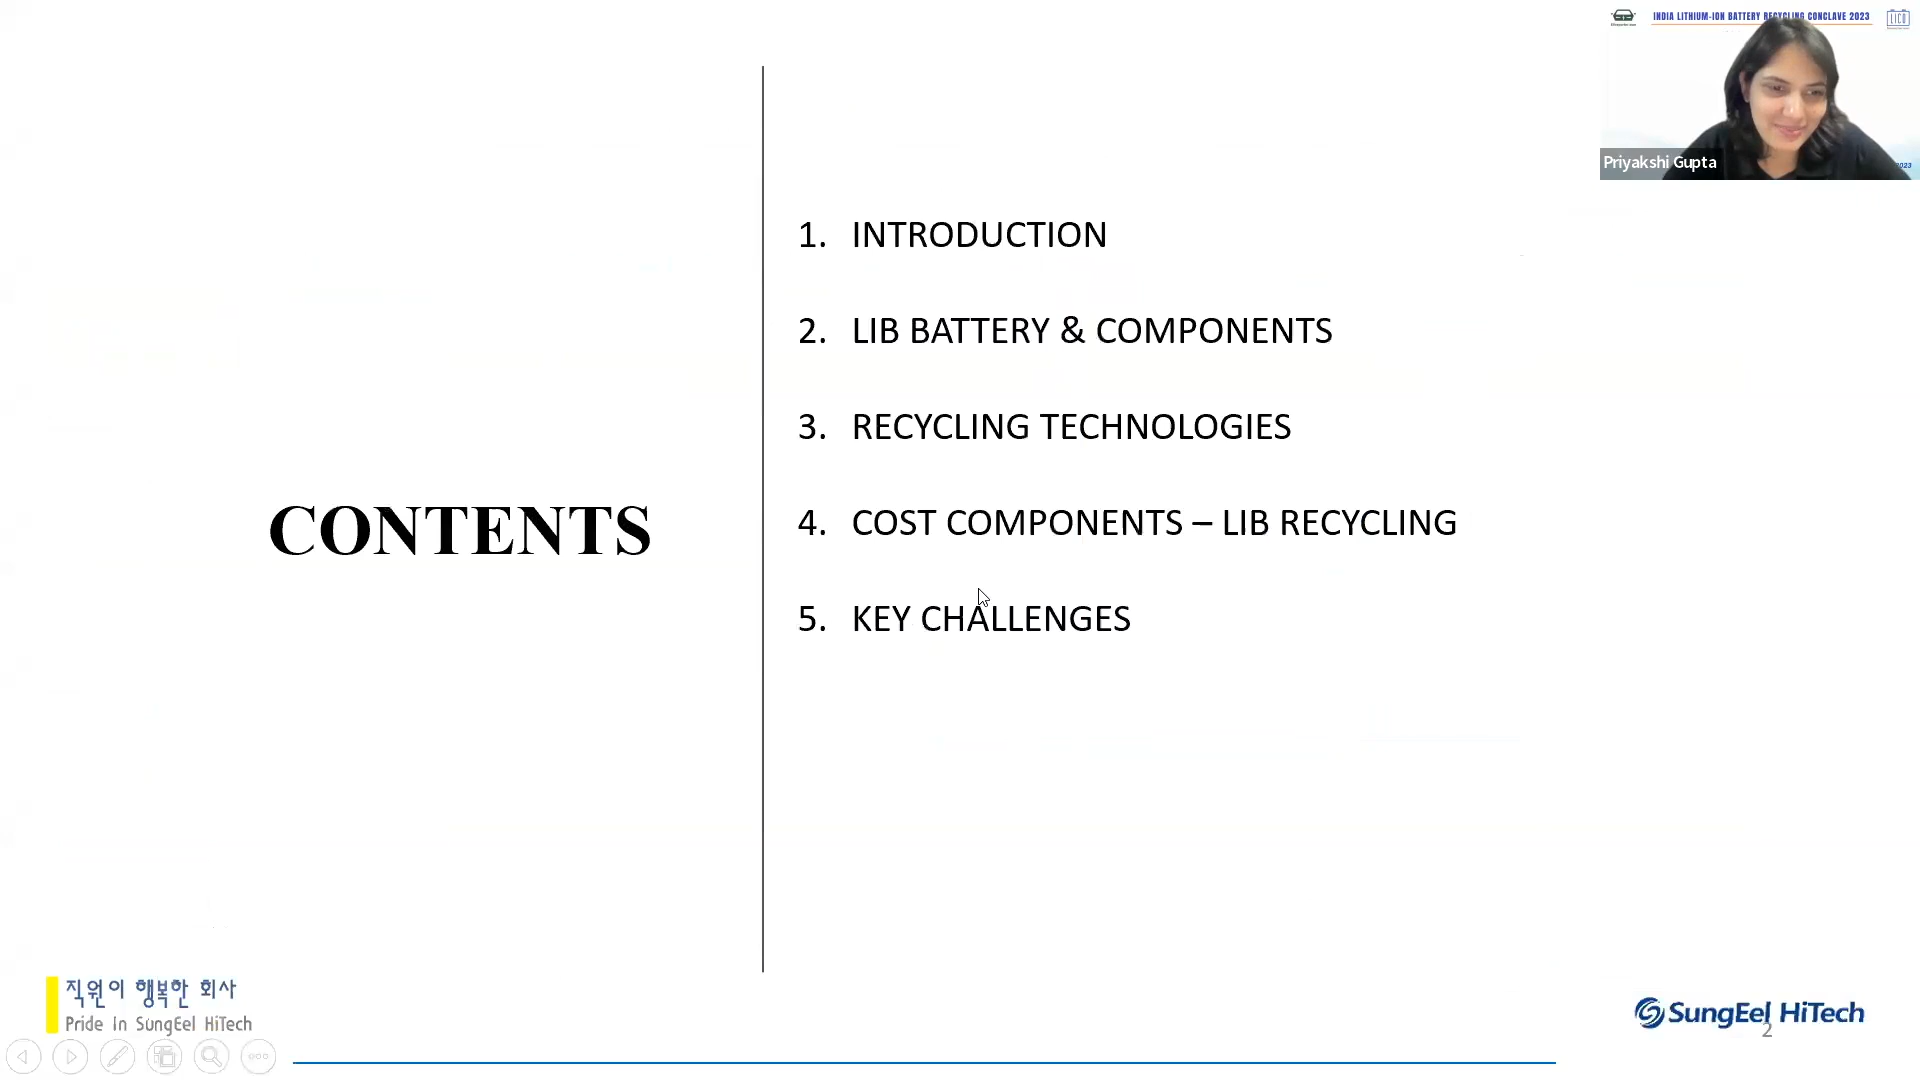 INDIA LITHIUM-ION BATTERY RECYCLING CONCLAVE 2023
LICO
Priyakshi Gupta
2023
CONTENTS
1. INTRODUCTION
2. LIB BATTERY & COMPONENTS
3. RECYCLING TECHNOLOGIES
4. COST COMPONENTS – LIB RECYCLING
5. KEY CHALLENGES
직원이 행복한 회사
Pride in SungEel HiTech
SungEel HiTech
2